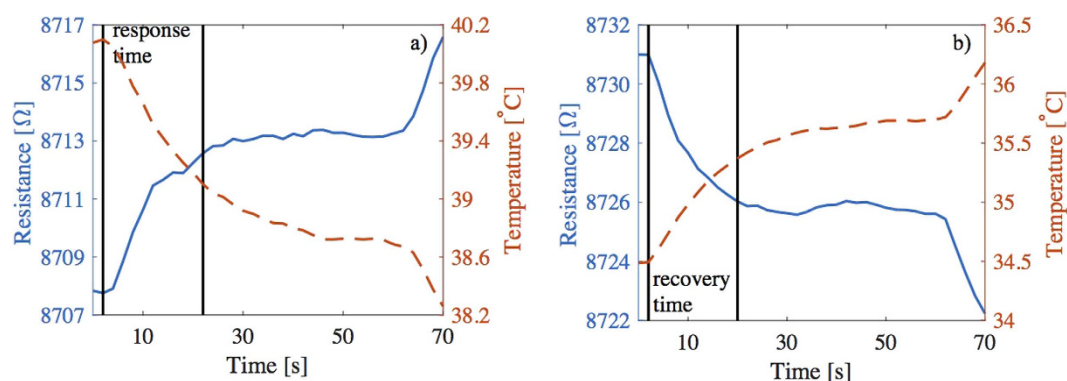 8717
8715
8713
8711
8709
8707
Resistance [Ω]
response
time
a)
40.2
39.8
39.4
39
38.6
38.2
Temperature [°C]
10
30
50
70
Time [s]
8732
8730
8728
8726
8724
8722
Resistance [Ω]
b)
recovery
time
36.5
36
35.5
35
34.5
34
Temperature [°C]
10
30
50
70
Time [s]